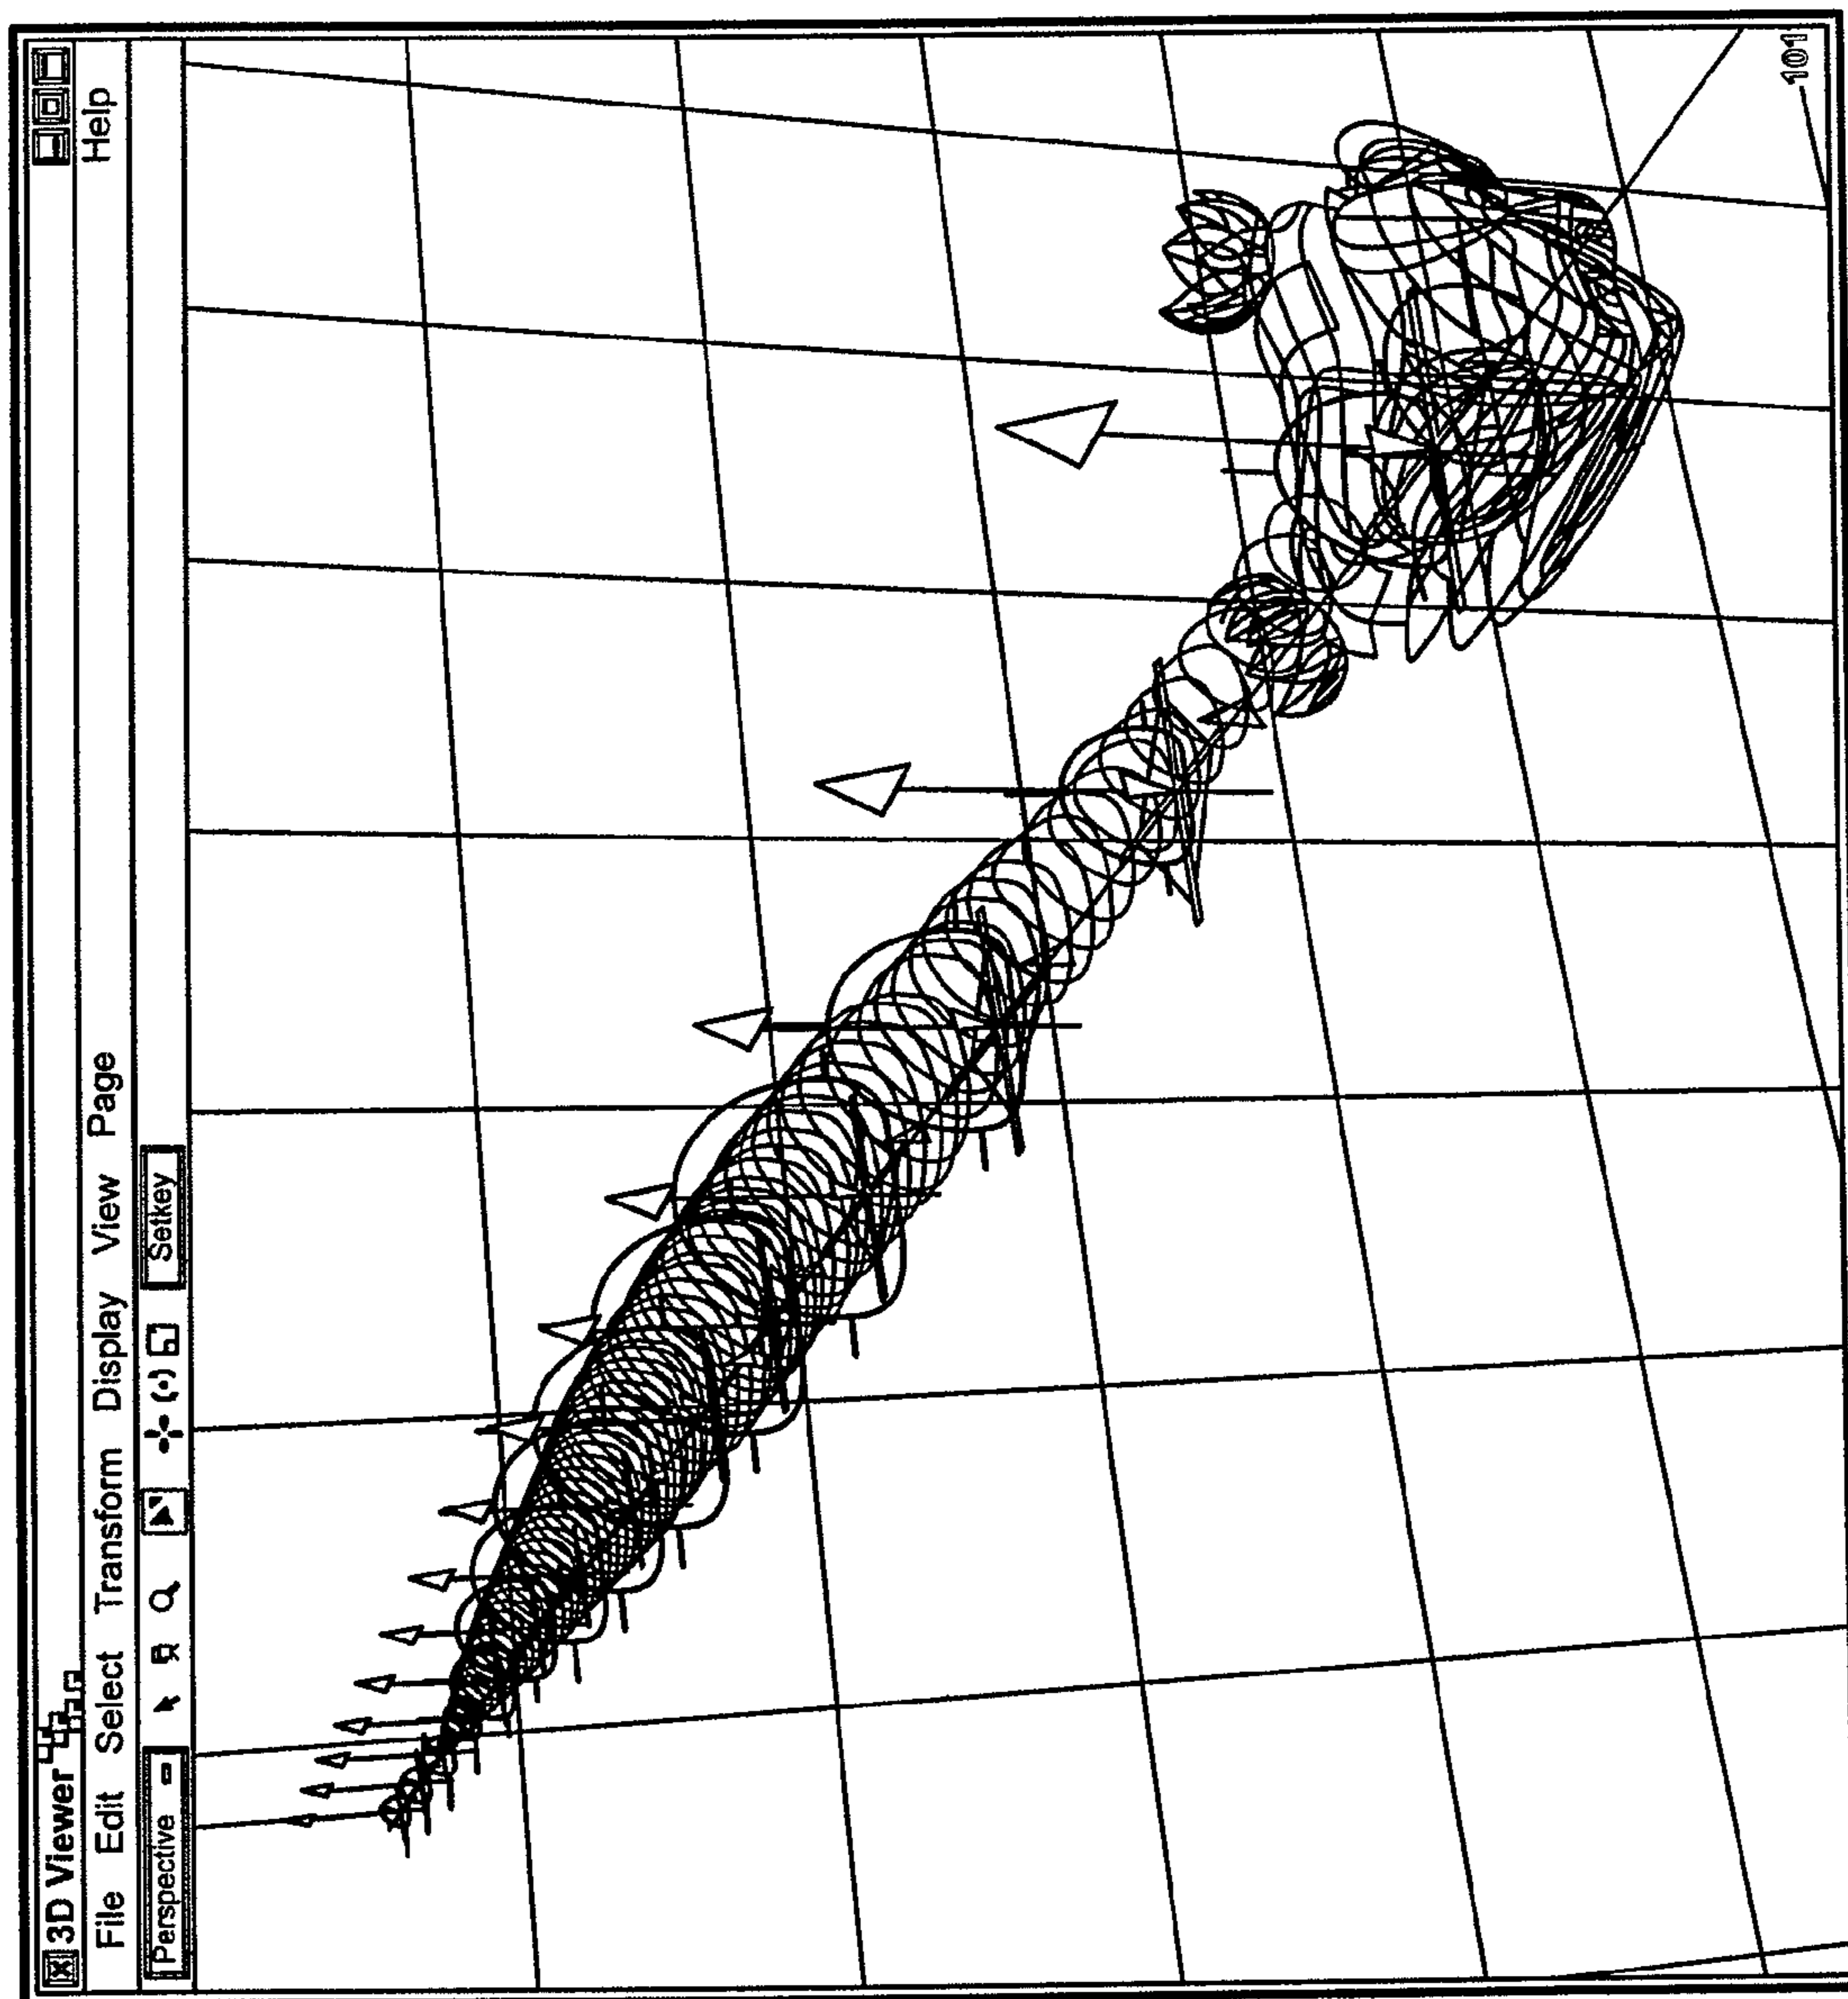 3D Viewer
File Edit Select Transform Display View Page Help
Perspective Setkey
101